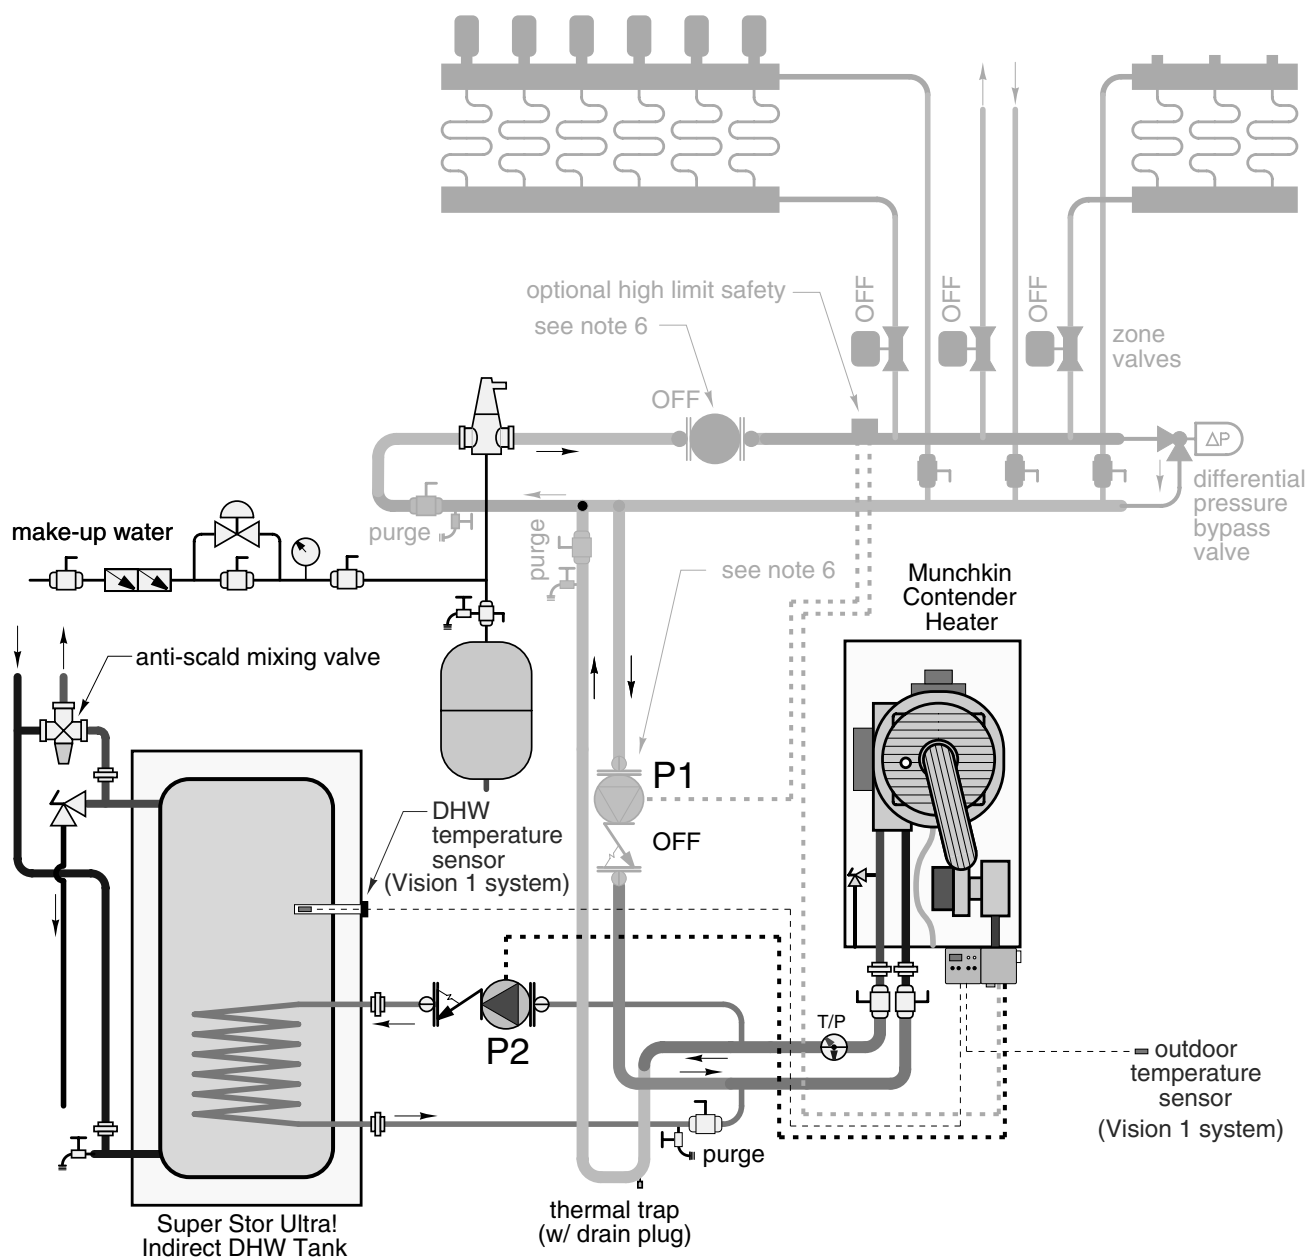 optional high limit safety
see note 6
OFF
OFF
OFF
OFF
zone
valves
ΔP
differential
pressure
bypass
valve
make-up water
purge
purge
see note 6
Munchkin
Contender
Heater
anti-scald mixing valve
P1
OFF
DHW
temperature
sensor
(Vision 1 system)
P2
T/P
outdoor
temperature
sensor
(Vision 1 system)
purge
thermal trap
(w/ drain plug)
Super Stor Ultra!
Indirect DHW Tank